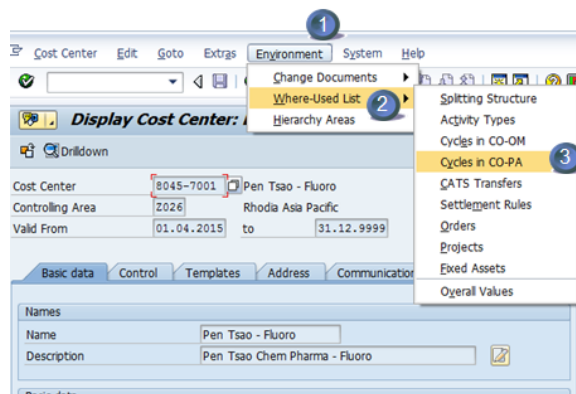 1
Cost Center Edit Goto Extras Environment System Help
Change Documents
Where-Used List 2
Hierarchy Areas
Splitting Structure
Activity Types
Cycles in CO-OM
Cycles in CO-PA 3
CATS Transfers
Settlement Rules
Orders
Projects
Fixed Assets
Overall Values
Display Cost Center:
Drilldown
Cost Center 8045-7001 Pen Tsao - Fluoro
Controlling Area Z026 Rhodia Asia Pacific
Valid From 01.04.2015 to 31.12.9999
Basic data Control Templates Address Communication
Names
Name Pen Tsao - Fluoro
Description Pen Tsao Chem Pharma - Fluoro
Basic data